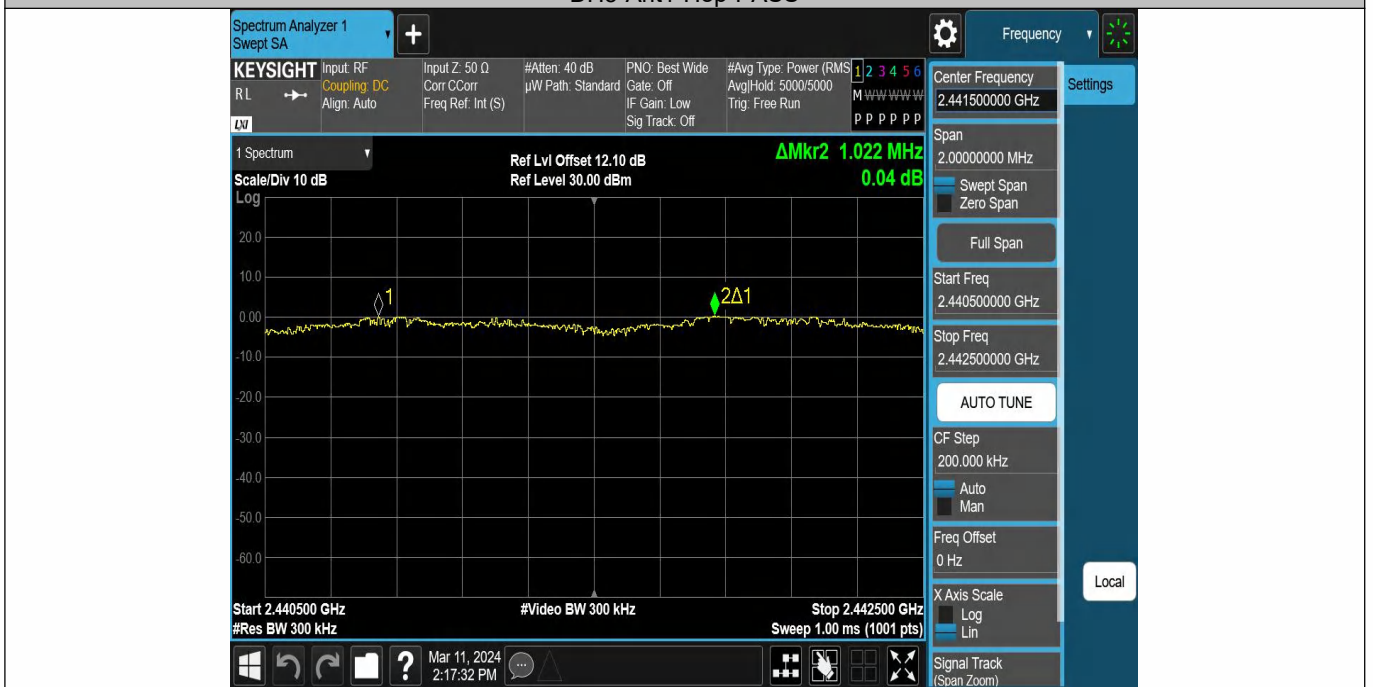 Spectrum Analyzer 1
Swept SA
+
Frequency
KEYSIGHT
RL
LXI
Input: RF
Coupling: DC
Align: Auto
Input Z: 50 Ω
Corr CCorr
Freq Ref: Int (S)
#Atten: 40 dB
µW Path: Standard
PNO: Best Wide
Gate: Off
IF Gain: Low
Sig Track: Off
#Avg Type: Power (RMS
Avg|Hold: 5000/5000
Trig: Free Run
1 2 3 4 5 6
M W W W W W
P P P P P P
Center Frequency
2.441500000 GHz
Settings
1 Spectrum
Scale/Div 10 dB
Ref Lvl Offset 12.10 dB
Ref Level 30.00 dBm
ΔMkr2 1.022 MHz
0.04 dB
Log
20.0
10.0
0.00
-10.0
-20.0
-30.0
-40.0
-50.0
-60.0
1
2Δ1
Start 2.440500 GHz
#Res BW 300 kHz
#Video BW 300 kHz
Stop 2.442500 GHz
Sweep 1.00 ms (1001 pts)
Span
2.00000000 MHz
Swept Span
Zero Span
Full Span
Start Freq
2.440500000 GHz
Stop Freq
2.442500000 GHz
AUTO TUNE
CF Step
200.000 kHz
Auto
Man
Freq Offset
0 Hz
X Axis Scale
Log
Lin
Signal Track
(Span Zoom)
Local
?
Mar 11, 2024
2:17:32 PM